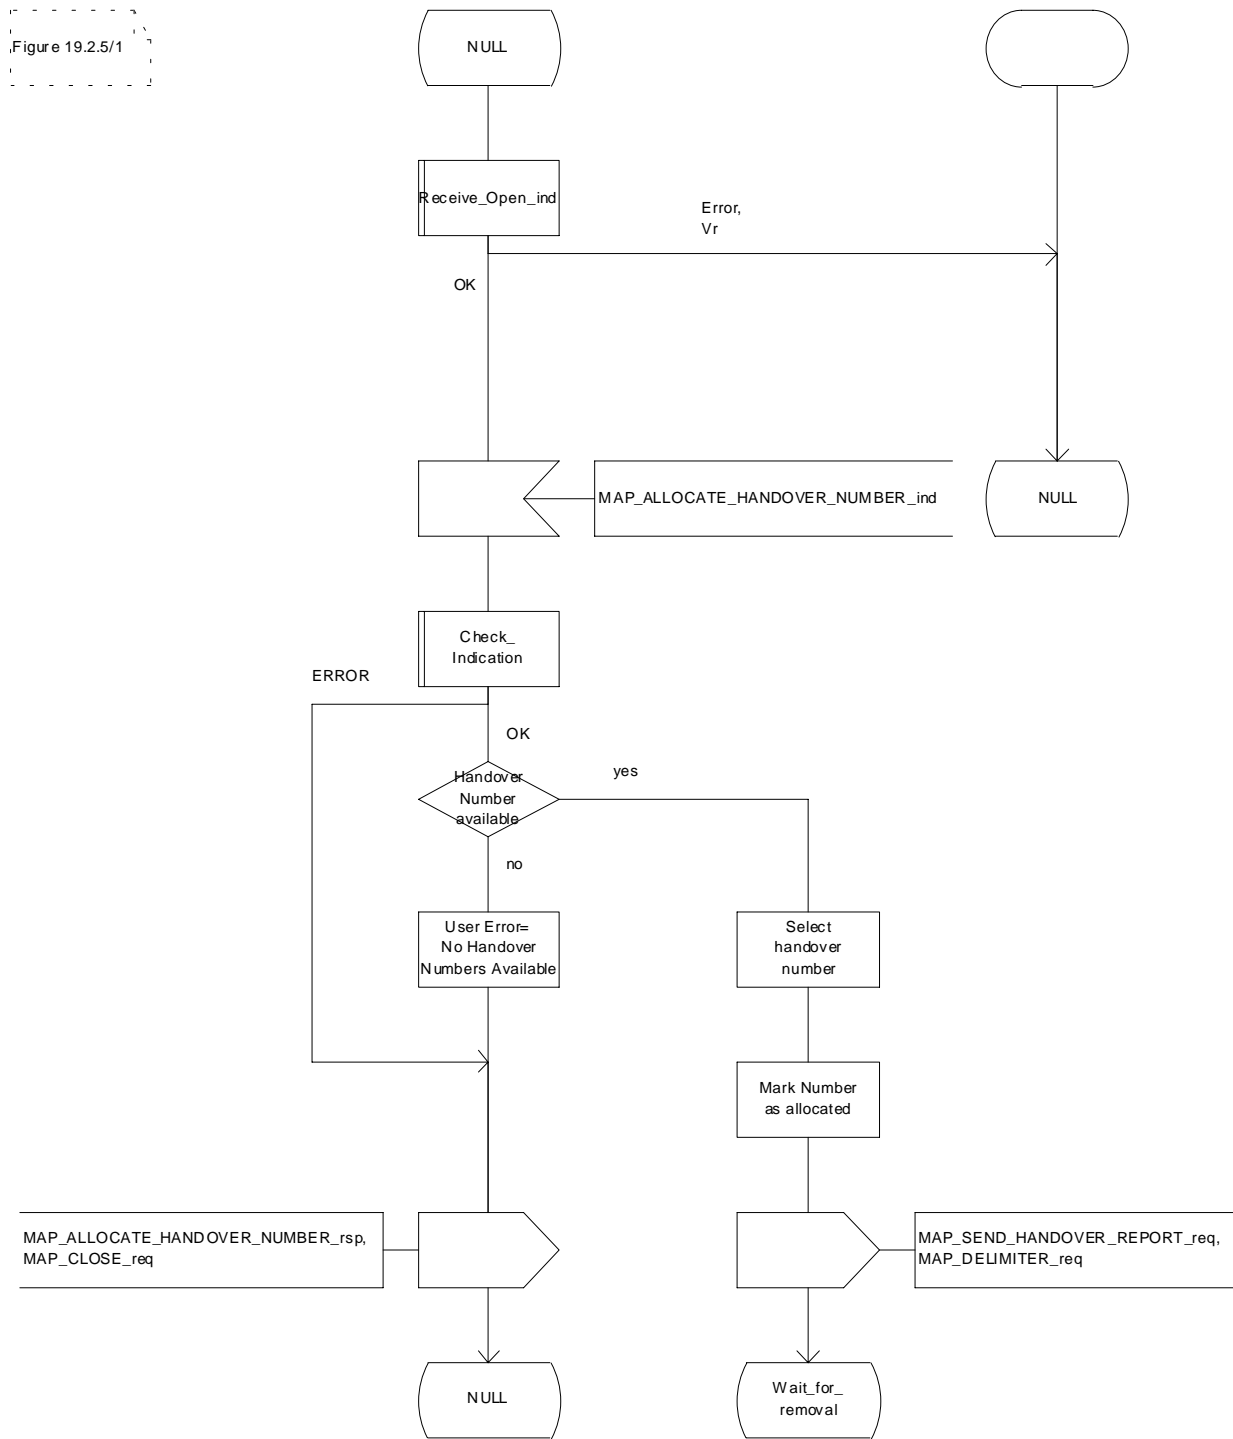 Figure 19.2.5/1
NULL
Receive_Open_ind
Error,
Vr
OK
MAP_ALLOCATE_HANDOVER_NUMBER_ind
NULL
Check_
Indication
ERROR
OK
Handover
Number
available
yes
no
User Error=
No Handover
Numbers Available
Select
handover
number
Mark Number
as allocated
MAP_ALLOCATE_HANDOVER_NUMBER_rsp,
MAP_CLOSE_req
MAP_SEND_HANDOVER_REPORT_req,
MAP_DELIMITER_req
NULL
Wait_for_
removal